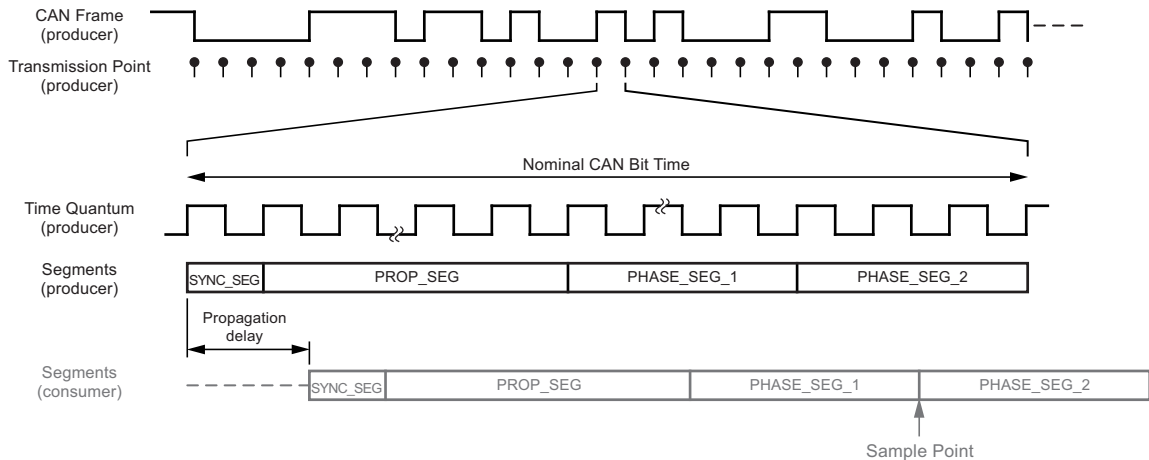 CAN Frame
(producer)
Transmission Point
(producer)
Nominal CAN Bit Time
Time Quantum
(producer)
Segments
(producer)
SYNC_SEG
PROP_SEG
PHASE_SEG_1
PHASE_SEG_2
Propagation
delay
Segments
(consumer)
SYNC_SEG
PROP_SEG
PHASE_SEG_1
PHASE_SEG_2
Sample Point